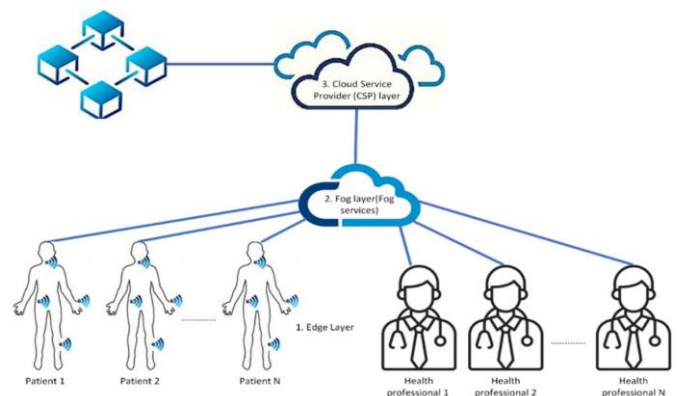 3. Cloud Service
Provider (CSP) layer
2. Fog layer(Fog
services)
1. Edge Layer
Patient 1
Patient 2
Patient N
Health
professional 1
Health
professional 2
Health
professional N